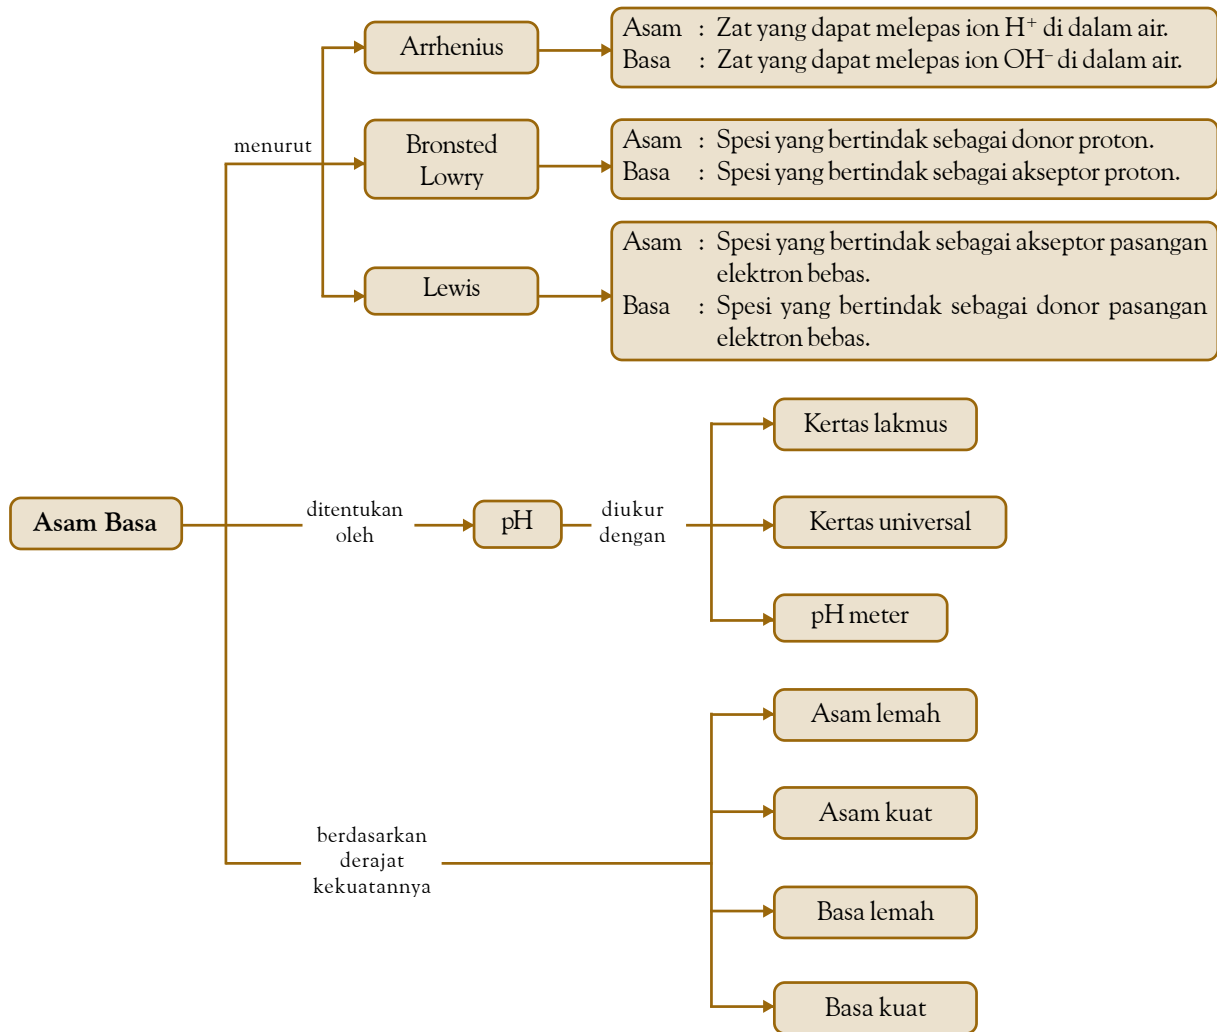 Arrhenius
Asam : Zat yang dapat melepas ion H⁺ di dalam air.
Basa : Zat yang dapat melepas ion OH⁻ di dalam air.
menurut
Bronsted
Lowry
Asam : Spesi yang bertindak sebagai donor proton.
Basa : Spesi yang bertindak sebagai akseptor proton.
Lewis
Asam : Spesi yang bertindak sebagai akseptor pasangan
elektron bebas.
Basa : Spesi yang bertindak sebagai donor pasangan
elektron bebas.
Asam Basa
ditentukan
oleh
pH
diukur
dengan
Kertas lakmus
Kertas universal
pH meter
berdasarkan
derajat
kekuatannya
Asam lemah
Asam kuat
Basa lemah
Basa kuat